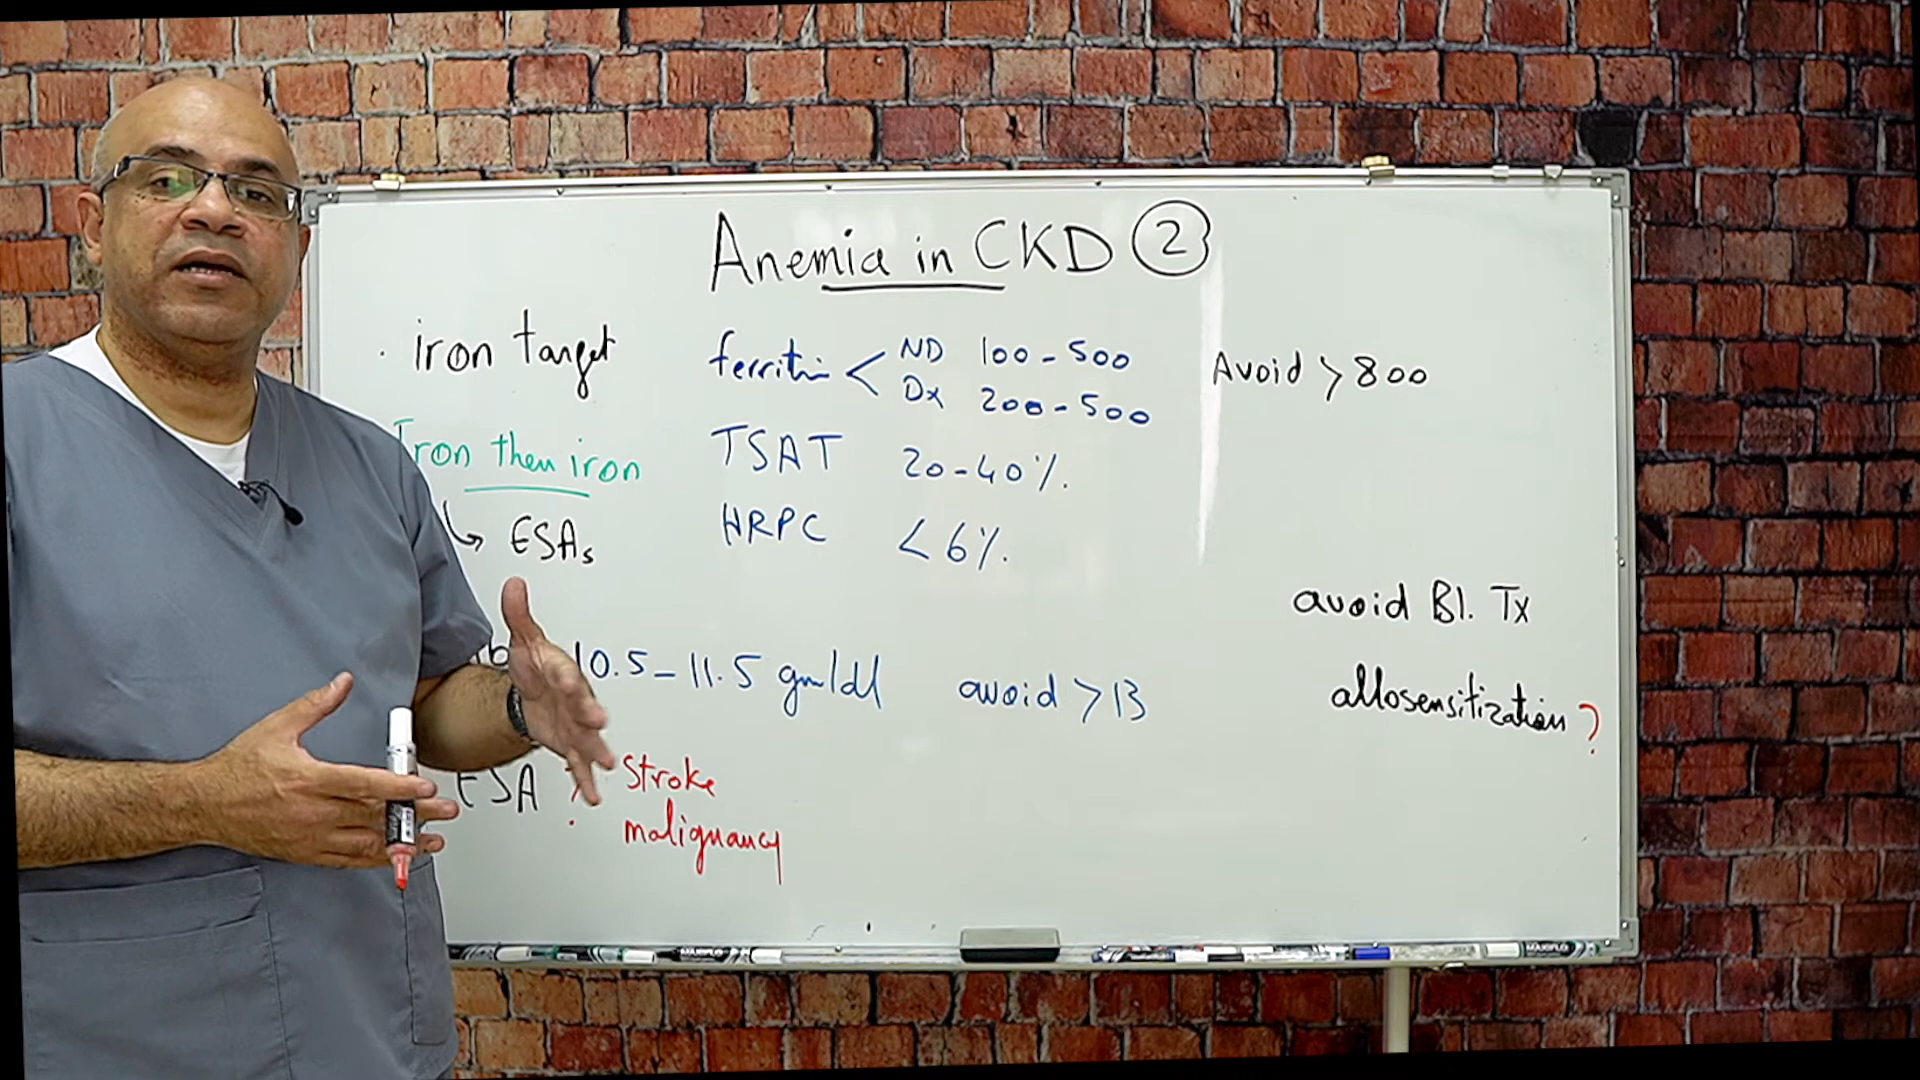 Anemia in CKD 2
. iron target
ferritin < ND 100 - 500
Dx 200 - 500
Avoid > 800
Iron then iron
TSAT 20 - 40 %.
↳ ESAs
HRPC < 6 %.
avoid Bl. Tx
10.5 - 11.5 gm/dl avoid > 13
allosensitization ?
ESA ? Stroke
malignancy